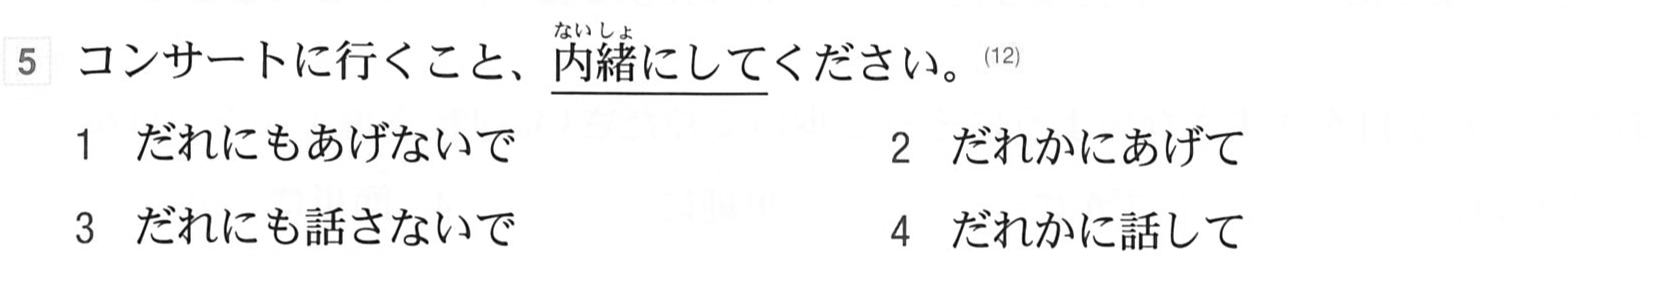 ないしょ
5 コンサートに行くこと、内緒にしてください。(12)
1 だれにもあげないで 2 だれかにあげて
3 だれにも話さないで 4 だれかに話して